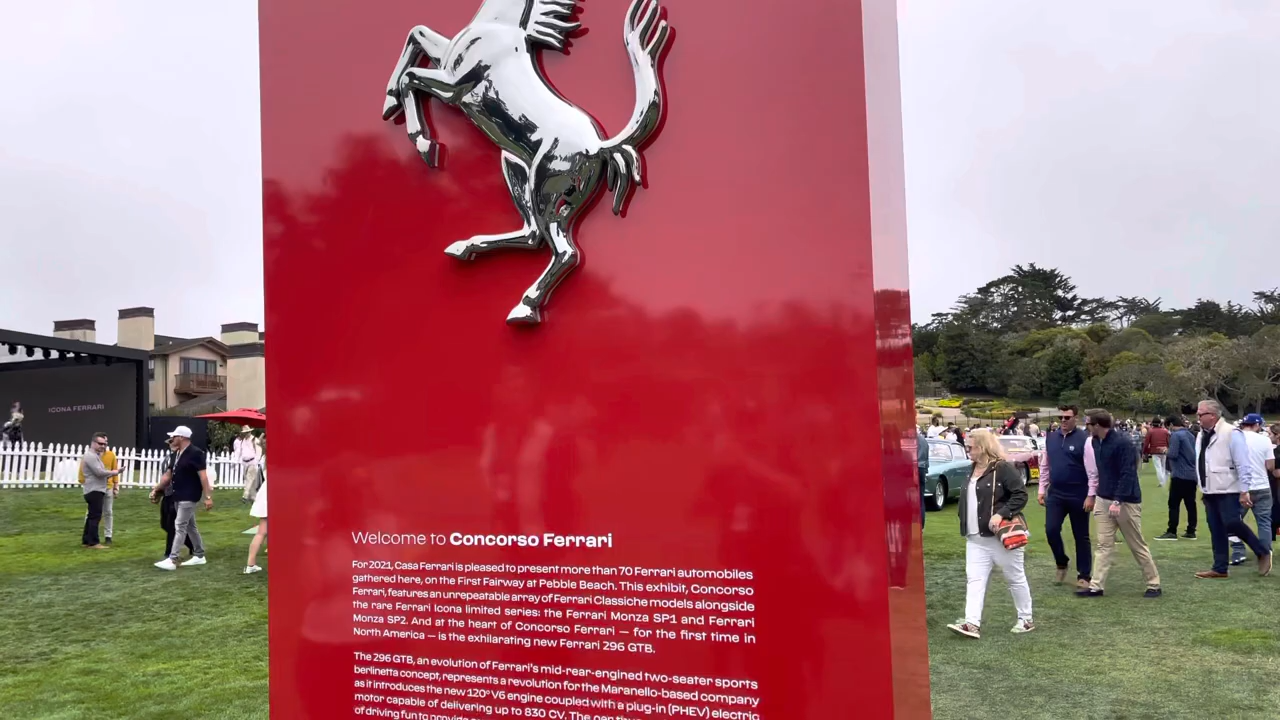 ICONA FERRARI
Welcome to Concorso Ferrari
For 2021, Casa Ferrari is pleased to present more than 70 Ferrari automobiles
gathered here, on the First Fairway at Pebble Beach. This exhibit, Concorso
Ferrari, features an unrepeatable array of Ferrari Classiche models alongside
the rare Ferrari Icona limited series: the Ferrari Monza SP1 and Ferrari
Monza SP2. And at the heart of Concorso Ferrari — for the first time in
North America — is the exhilarating new Ferrari 296 GTB.
The 296 GTB, an evolution of Ferrari's mid-rear-engined two-seater sports
berlinetta concept, represents a revolution for the Maranello-based company
as it introduces the new 120° V6 engine coupled with a plug-in (PHEV) electric
motor capable of delivering up to 830 CV. The
of driving fun to provide